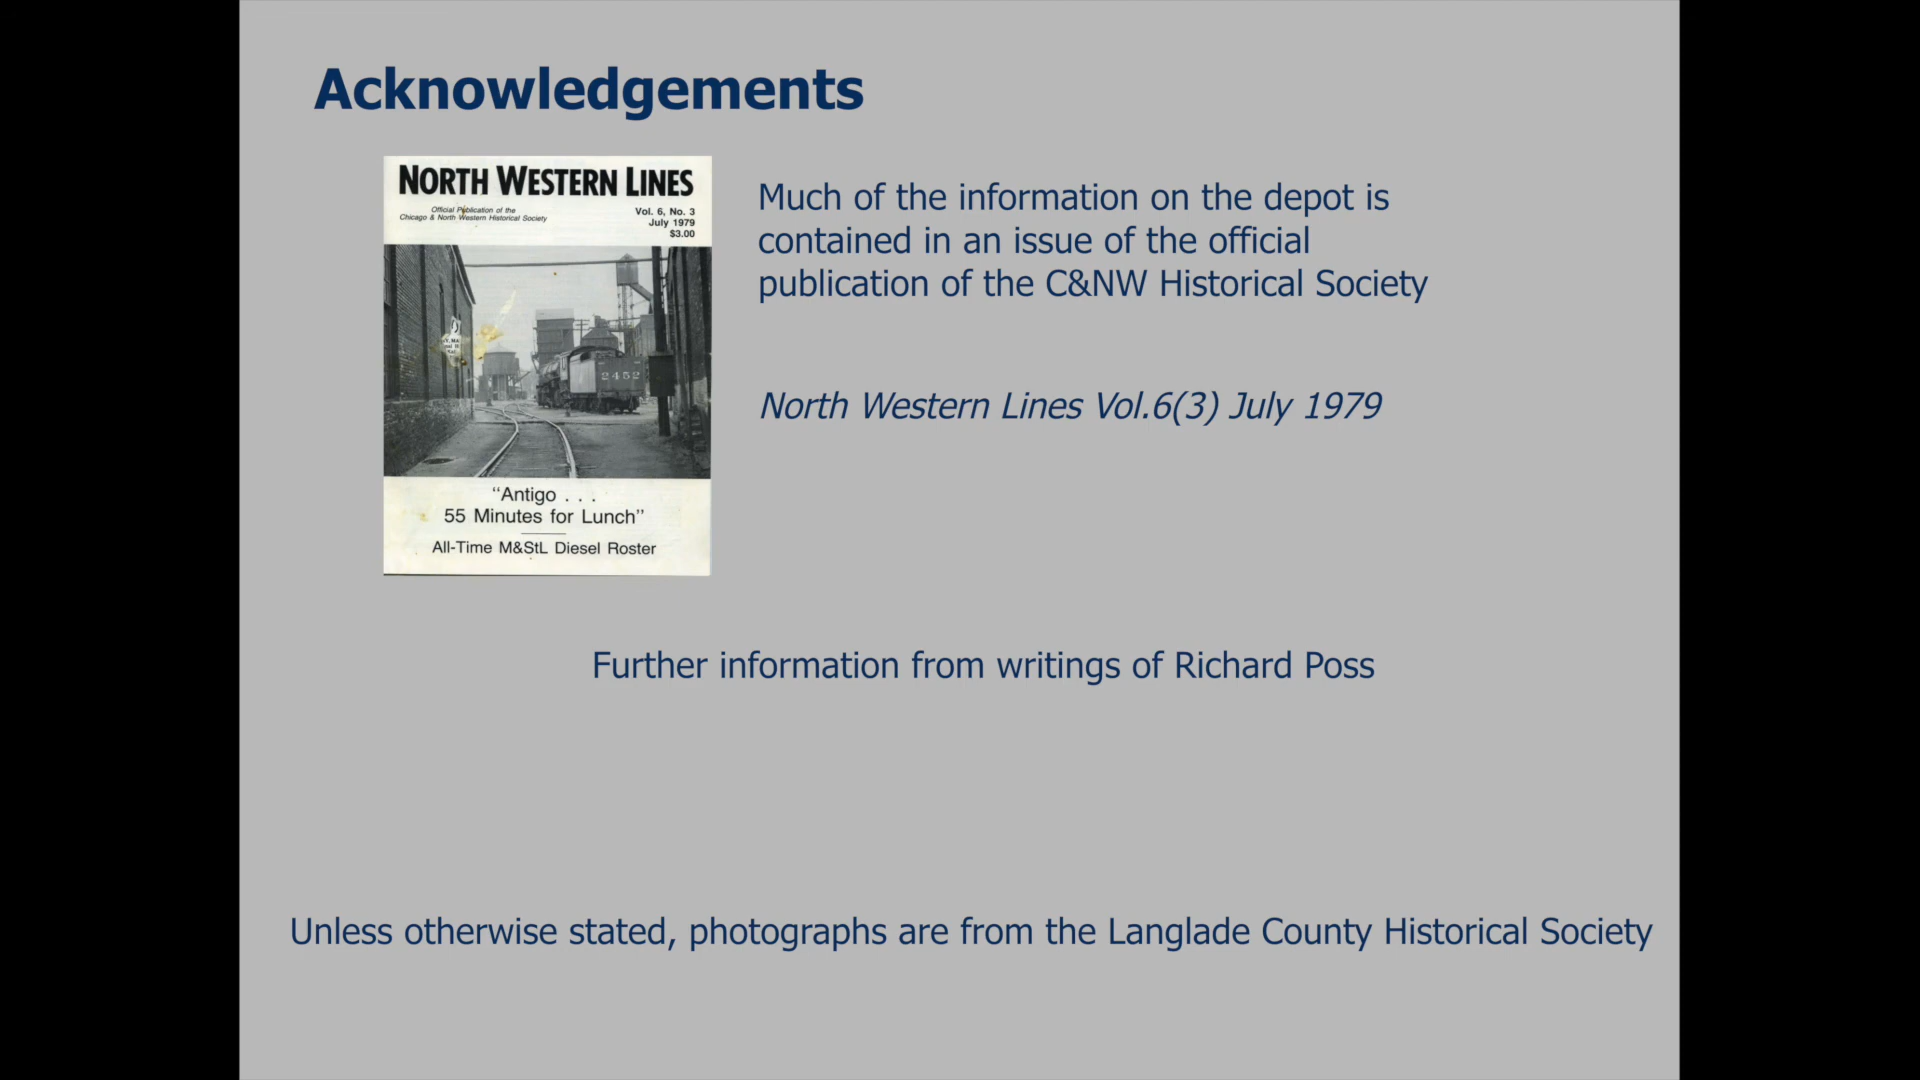 Acknowledgements
NORTH WESTERN LINES
Official Publication of the
Chicago & North Western Historical Society
Vol. 6, No. 3
July 1979
$3.00
2452
"Antigo . . .
55 Minutes for Lunch"
All-Time M&StL Diesel Roster
Much of the information on the depot is
contained in an issue of the official
publication of the C&NW Historical Society
North Western Lines Vol.6(3) July 1979
Further information from writings of Richard Poss
Unless otherwise stated, photographs are from the Langlade County Historical Society